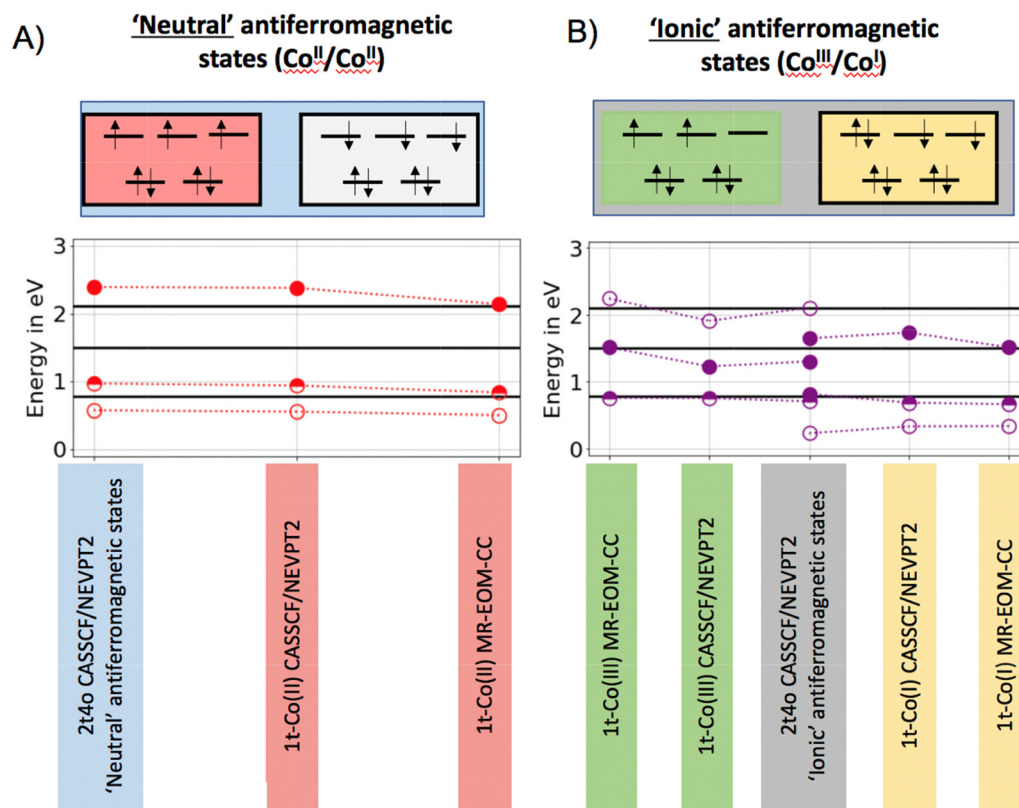 A)
'Neutral' antiferromagnetic
states (Coᴵᴵ/Coᴵᴵ)
3
2
1
0
Energy in eV
2t4o CASSCF/NEVPT2
'Neutral' antiferromagnetic states
1t-Co(II) CASSCF/NEVPT2
1t-Co(II) MR-EOM-CC
B)
'Ionic' antiferromagnetic
states (Coᴵᴵᴵ/Coᴵ)
3
2
1
0
Energy in eV
1t-Co(III) MR-EOM-CC
1t-Co(III) CASSCF/NEVPT2
2t4o CASSCF/NEVPT2
'Ionic' antiferromagnetic states
1t-Co(I) CASSCF/NEVPT2
1t-Co(I) MR-EOM-CC